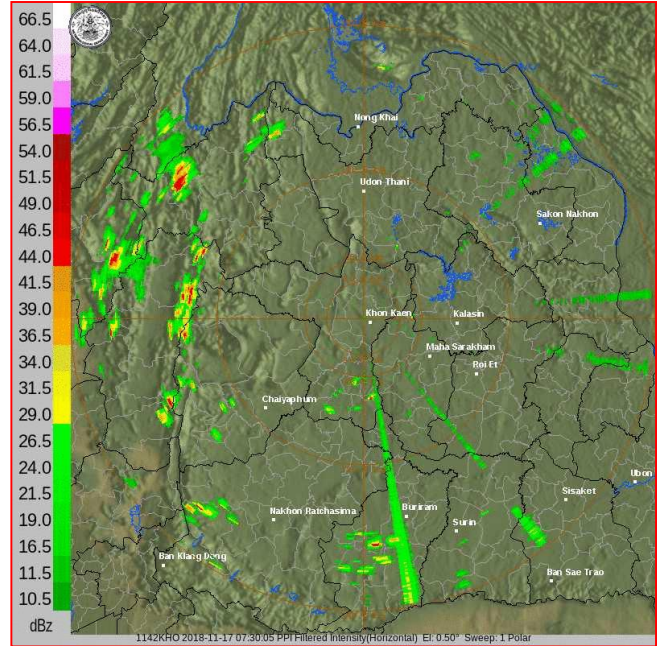 66.5
64.0
61.5
59.0
56.5
54.0
51.5
49.0
46.5
44.0
41.5
39.0
36.5
34.0
31.5
29.0
26.5
24.0
21.5
19.0
16.5
13.5
11.5
10.5
dBz
Nong Khai
Udon Thani
Sakon Nakhon
Khon Kaen
Kalasin
Maha Sarakham
Roi Et
Chaiyaphum
Ubon
Sisaket
Nakhon Ratchasima
Buriram
Surin
Ban Klang Dong
Ban Sae Trao
1142KHO 2018-11-17 07:30:05 PPI Filtered Intensity(Horizontal) El: 0.50° Sweep: 1 Polar